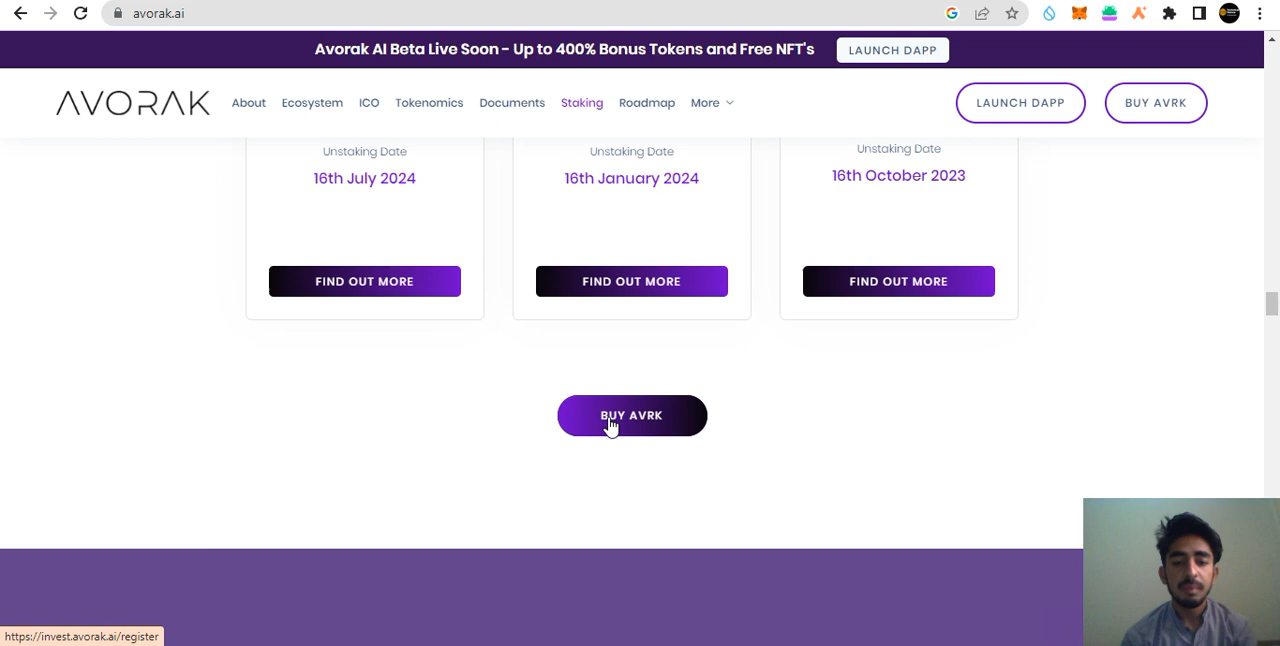 avorak.ai
Avorak AI Beta Live Soon - Up to 400% Bonus Tokens and Free NFT's
LAUNCH DAPP
AVORAK
About
Ecosystem
ICO
Tokenomics
Documents
Staking
Roadmap
More
LAUNCH DAPP
BUY AVRK
Unstaking Date
16th July 2024
FIND OUT MORE
Unstaking Date
16th January 2024
FIND OUT MORE
Unstaking Date
16th October 2023
FIND OUT MORE
BUY AVRK
https://invest.avorak.ai/register